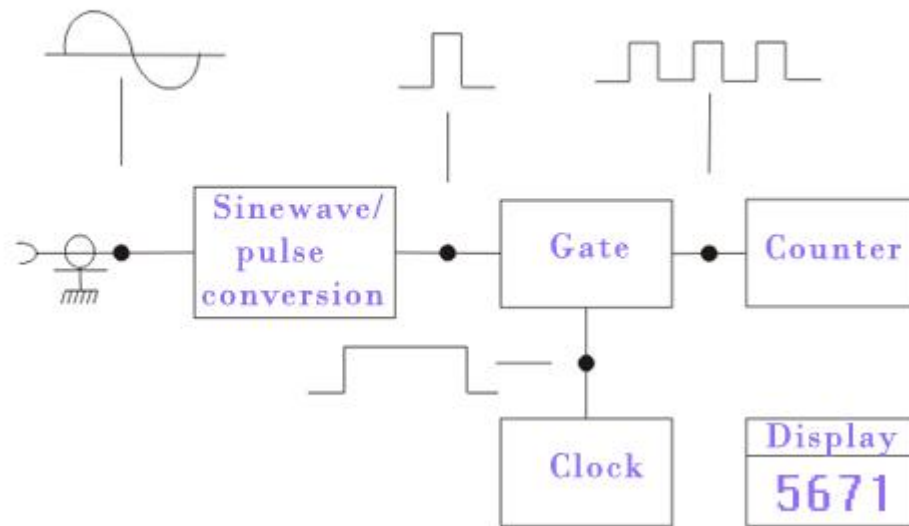 Sinewave/
pulse
conversion
Gate
Counter
Clock
Display
5671